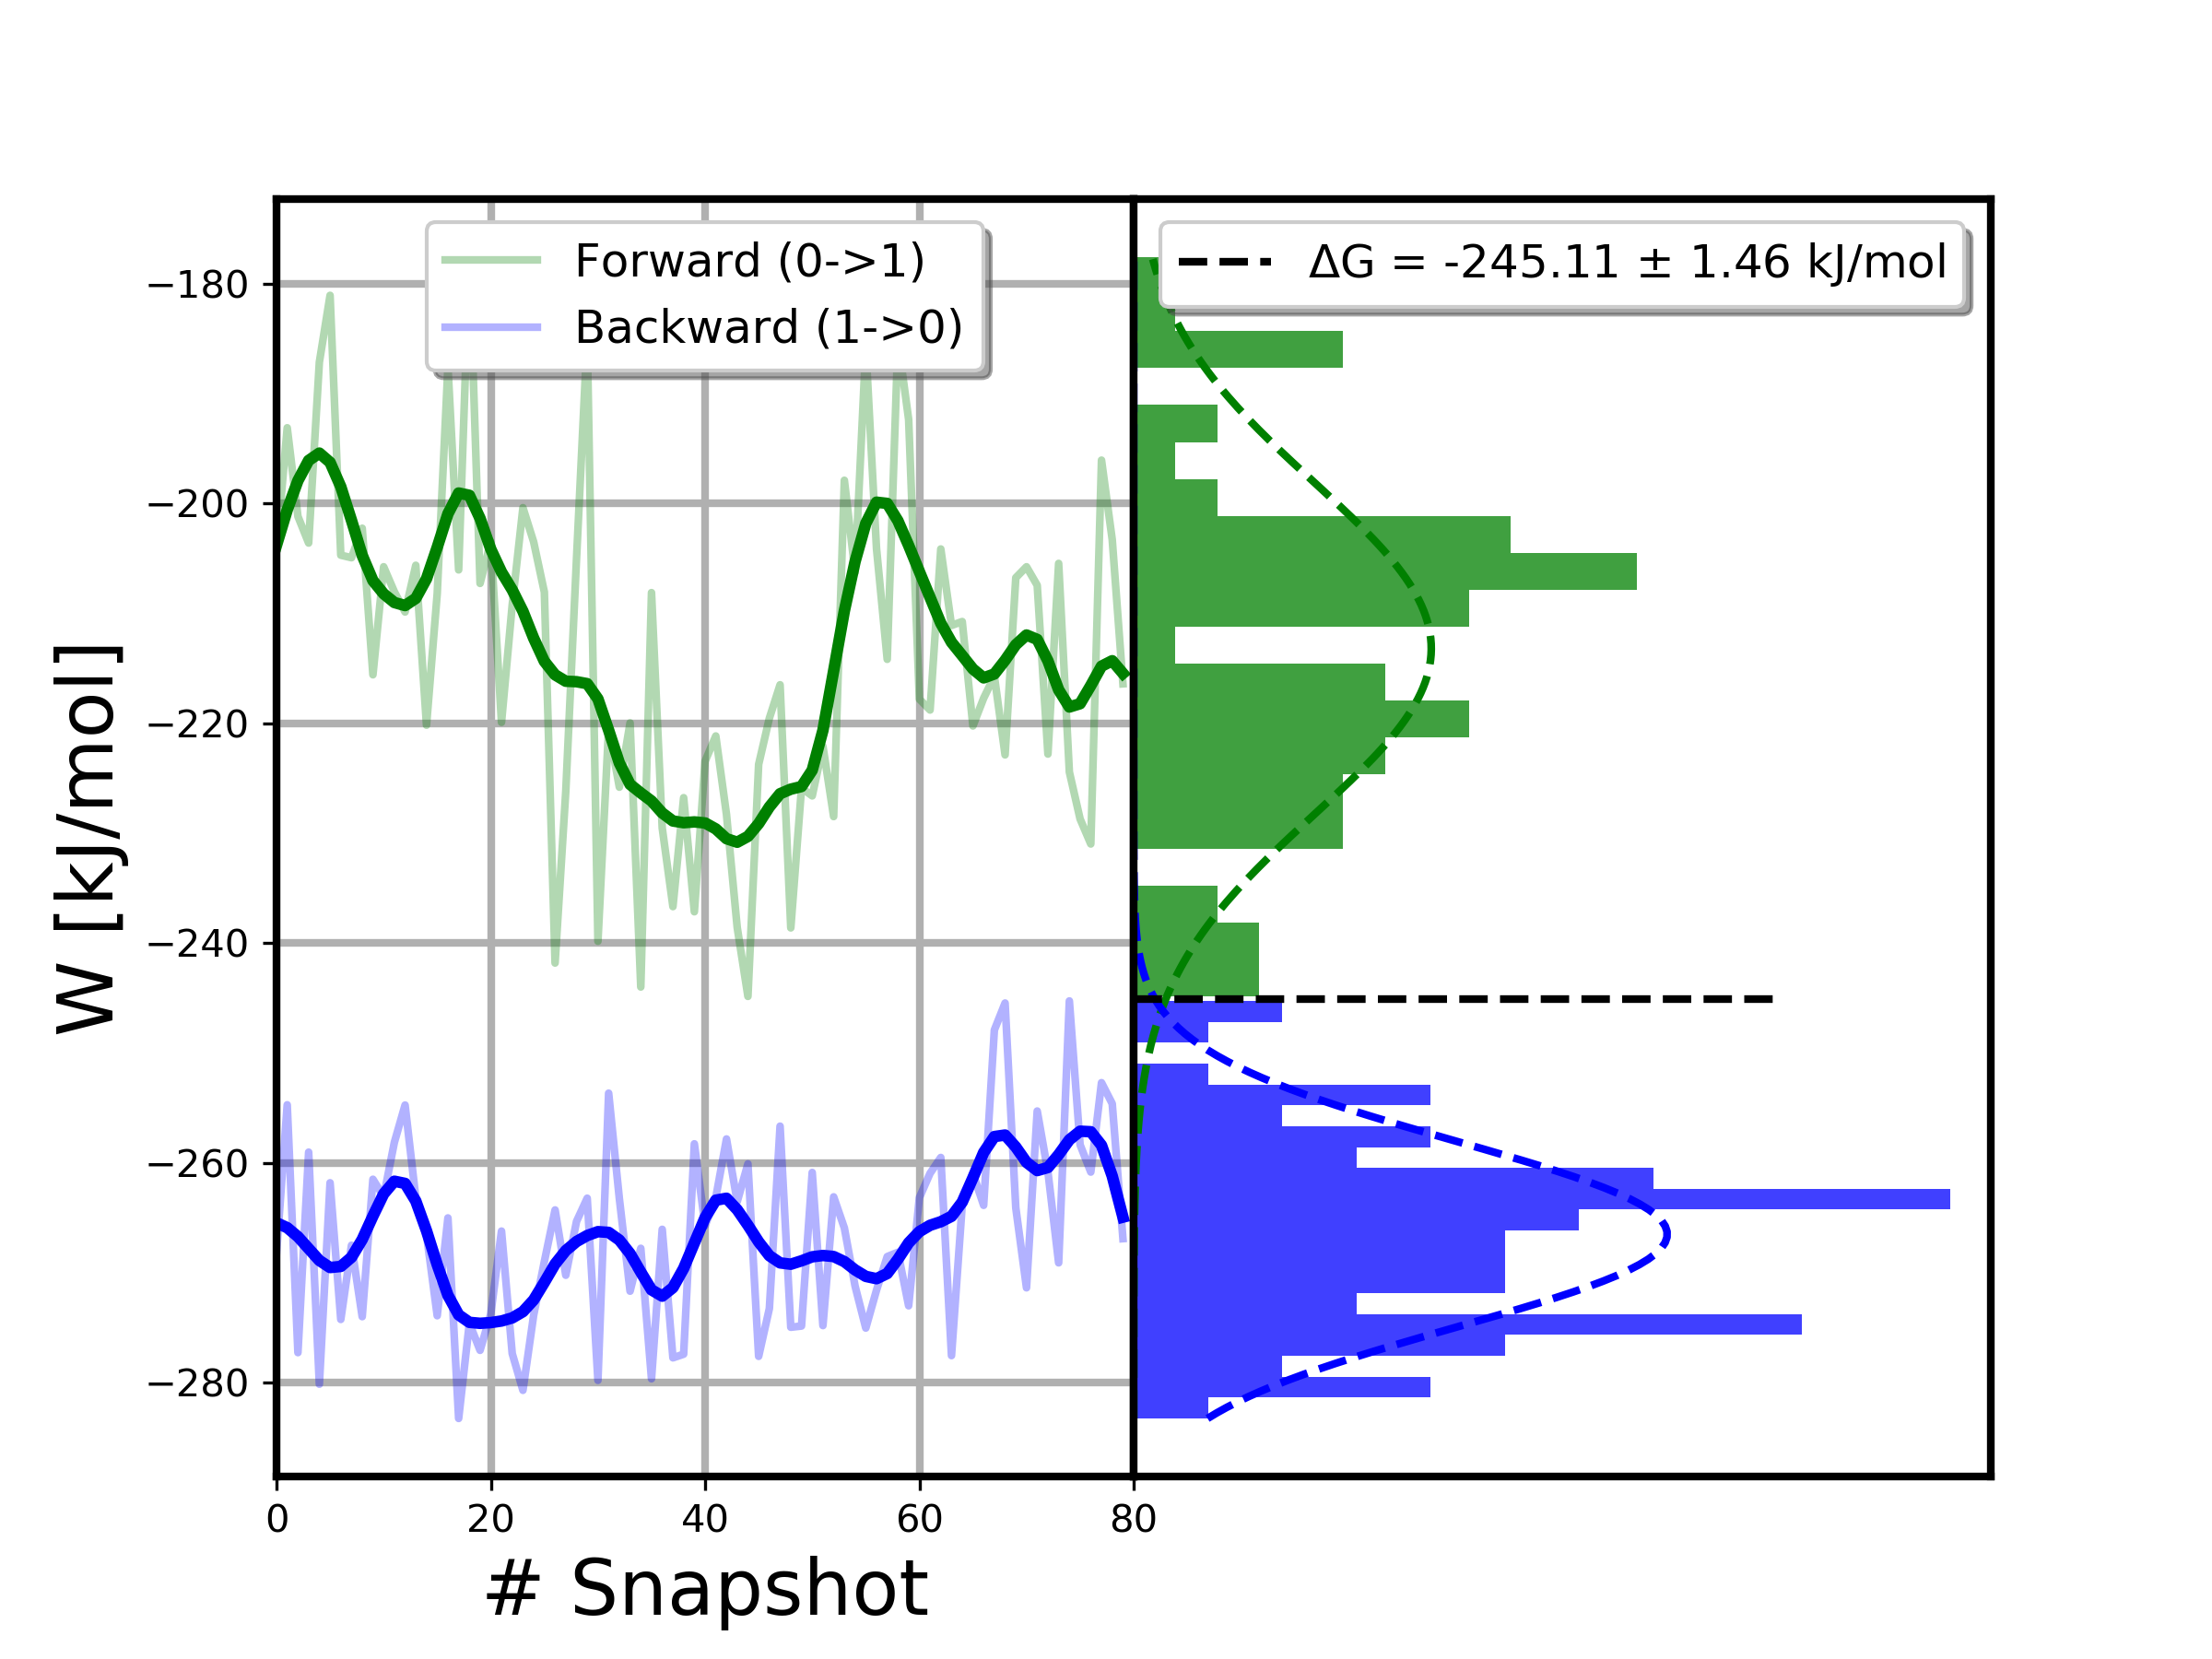 Forward (0->1)
Backward (1->0)
ΔG = -245.11 ± 1.46 kJ/mol
W [kJ/mol]
−180
−200
−220
−240
−260
−280
0 20 40 60 80
# Snapshot